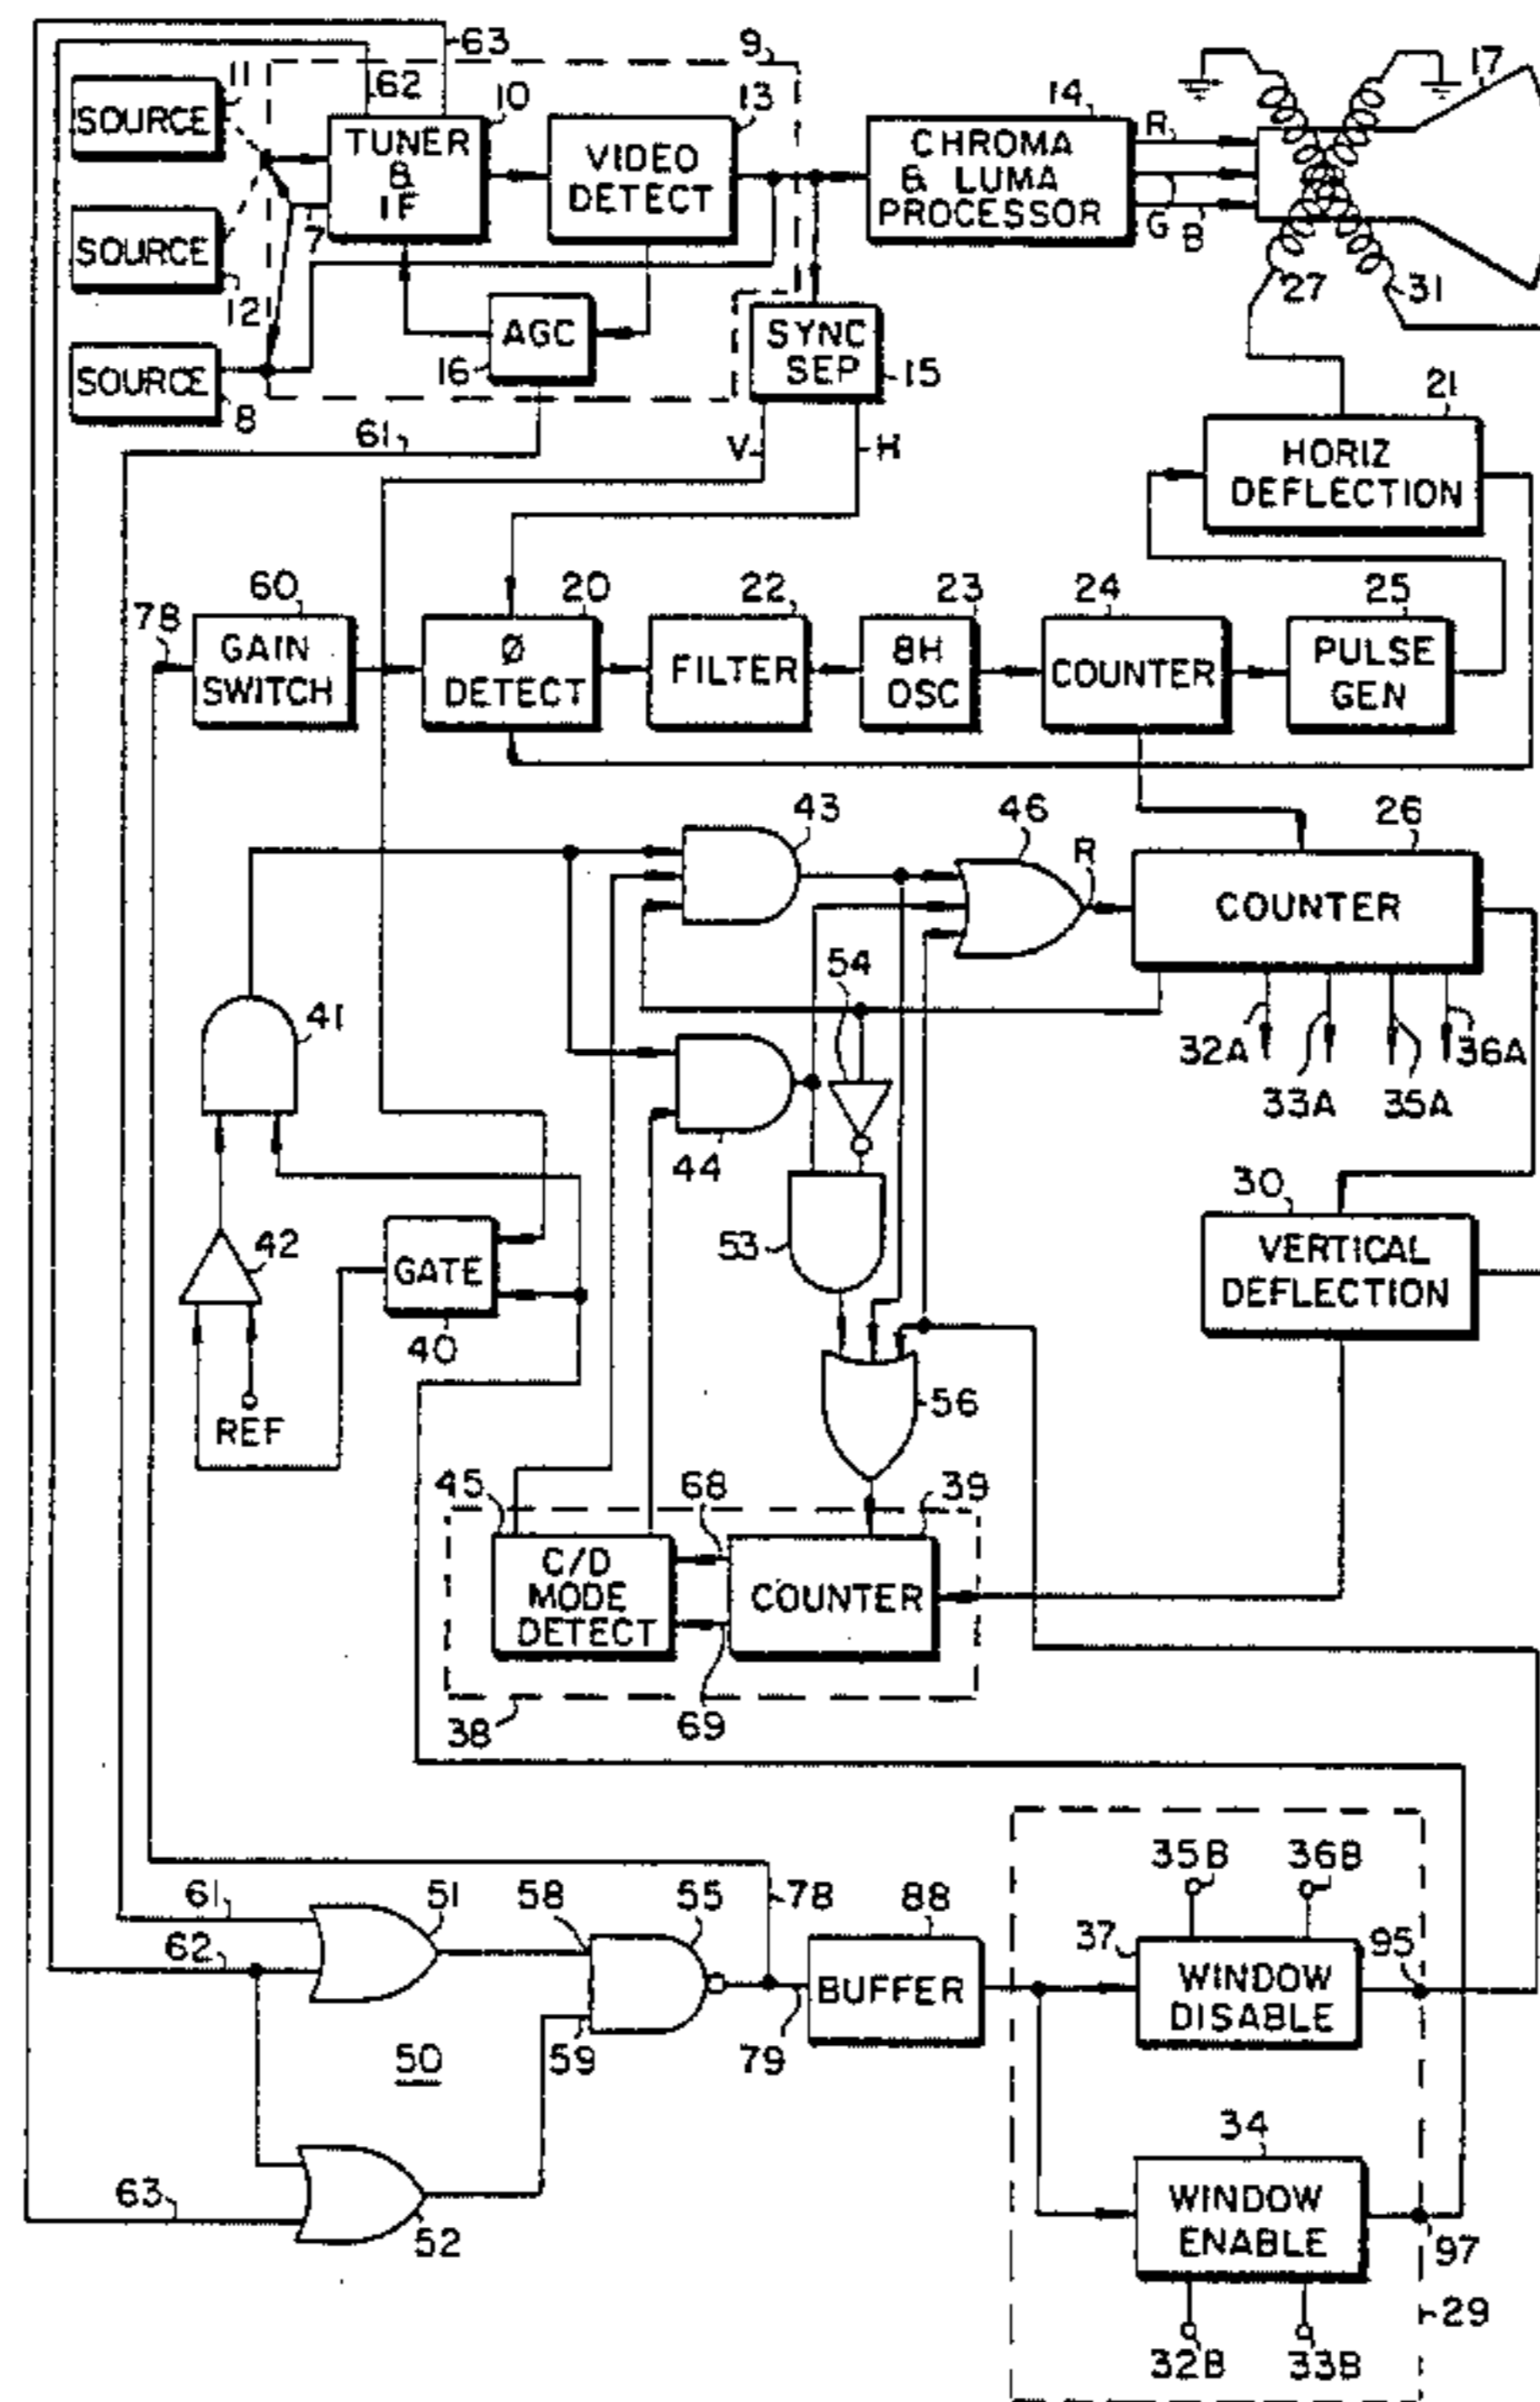 63
9
11
62
10
13
14
17
SOURCE
TUNER
&
IF
VIDEO
DETECT
CHROMA
& LUMA
PROCESSOR
R
G
B
7
SOURCE
12
27
31
AGC
16
SYNC
SEP
15
SOURCE
8
61
V
H
21
HORIZ
DEFLECTION
60
20
22
23
24
25
78
GAIN
SWITCH
Ø
DETECT
FILTER
8H
OSC
COUNTER
PULSE
GEN
43
46
26
R
COUNTER
54
41
32A
36A
33A
35A
44
30
42
53
VERTICAL
DEFLECTION
GATE
40
REF
56
45
68
39
C/D
MODE
DETECT
COUNTER
38
69
35B
36B
61
51
58
55
78
88
62
37
95
BUFFER
WINDOW
DISABLE
50
59
79
34
63
52
WINDOW
ENABLE
97
29
32B
33B